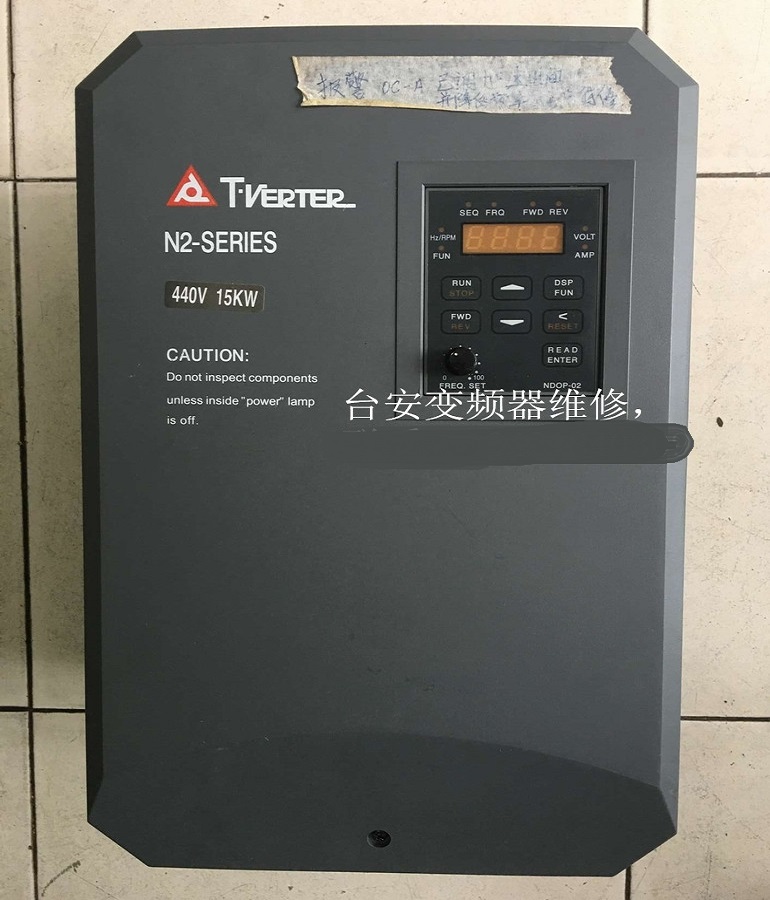 报警 OC-A
T-VERTER
N2-SERIES
440V 15KW
CAUTION:
Do not inspect components
unless inside "power" lamp
is off.
SEQ FRQ FWD REV
Hz/RPM
VOLT
FUN
AMP
RUN
STOP
DSP
FUN
FWD
REV
<
RESET
READ
ENTER
0 100
FREQ. SET
NDOP-02
台安变频器维修，